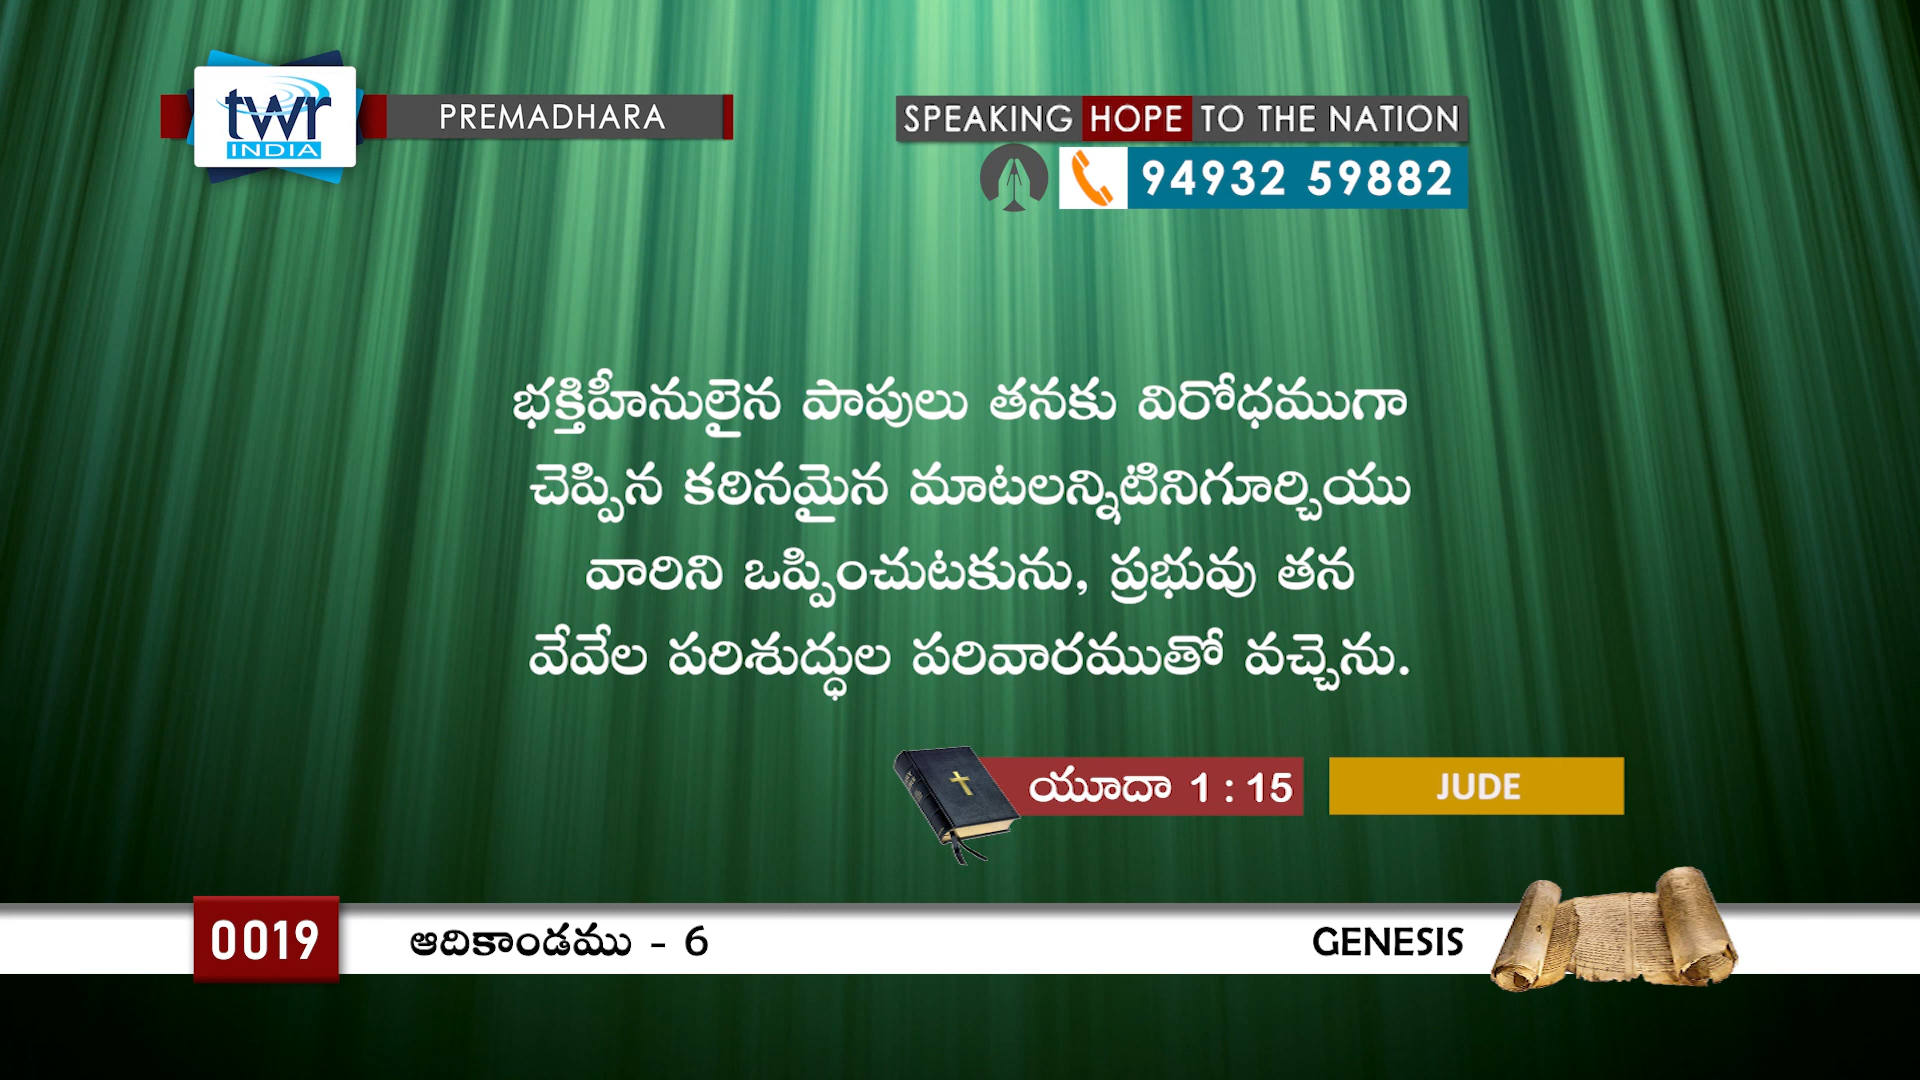 twr
INDIA
PREMADHARA
SPEAKING HOPE TO THE NATION
94932 59882
భక్తిహీనులైన పాపులు తనకు విరోధముగా
చెప్పిన కఠినమైన మాటలన్నిటినిగూర్చియు
వారిని ఒప్పించుటకును, ప్రభువు తన
వేవేల పరిశుద్ధుల పరివారముతో వచ్చెను.
యూదా 1 : 15
JUDE
0019
ఆదికాండము - 6
GENESIS